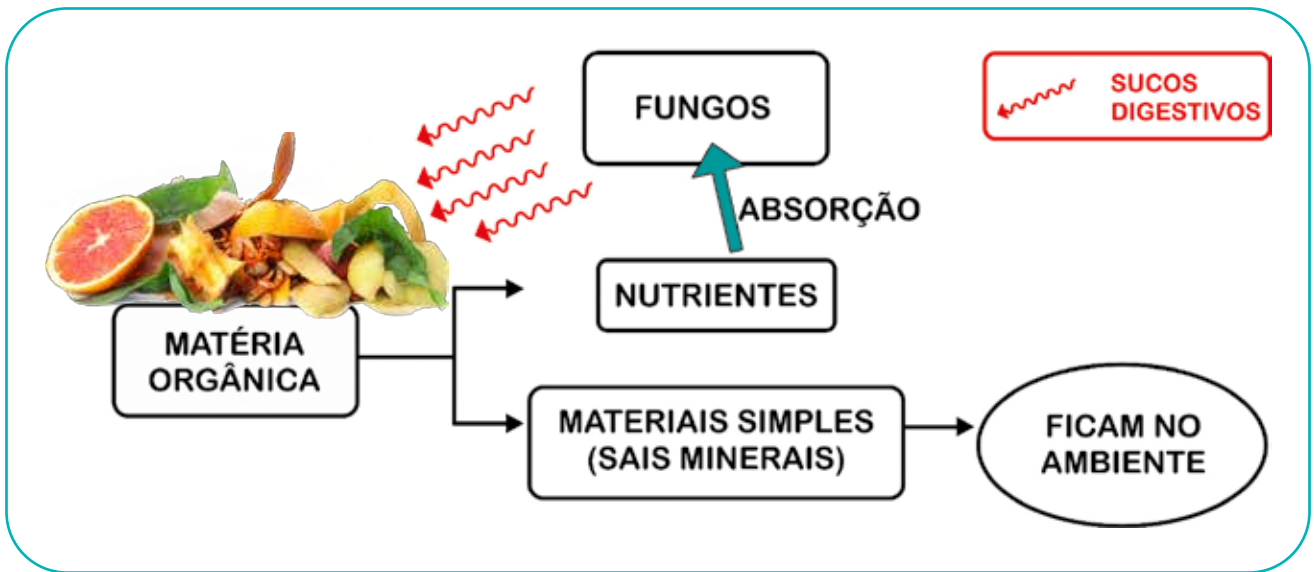 FUNGOS
SUCOS
DIGESTIVOS
ABSORÇÃO
NUTRIENTES
MATÉRIA
ORGÂNICA
MATERIAIS SIMPLES
(SAIS MINERAIS)
FICAM NO
AMBIENTE